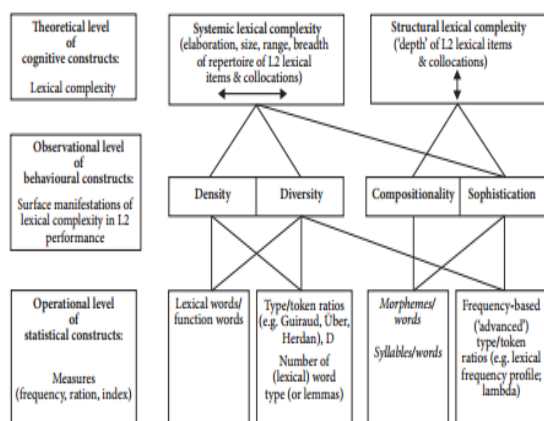 Theoretical level
of
cognitive constructs:
Lexical complexity
Systemic lexical complexity
(elaboration, size, range, breadth
of repertoire of L2 lexical
items & collocations)
Structural lexical complexity
('depth' of L2 lexical items
& collocations)
Observational level
of
behavioural constructs:
Surface manifestations of
lexical complexity in L2
performance
Density
Diversity
Compositionality
Sophistication
Operational level
of
statistical constructs:
Measures
(frequency, ration, index)
Lexical words/
function words
Type/token ratios
(e.g. Guiraud, Über,
Herdan), D
Number of
(lexical) word
type (or lemmas)
Morphemes/
words
Syllables/words
Frequency-based
('advanced')
type/token
ratios (e.g. lexical
frequency profile;
lambda)